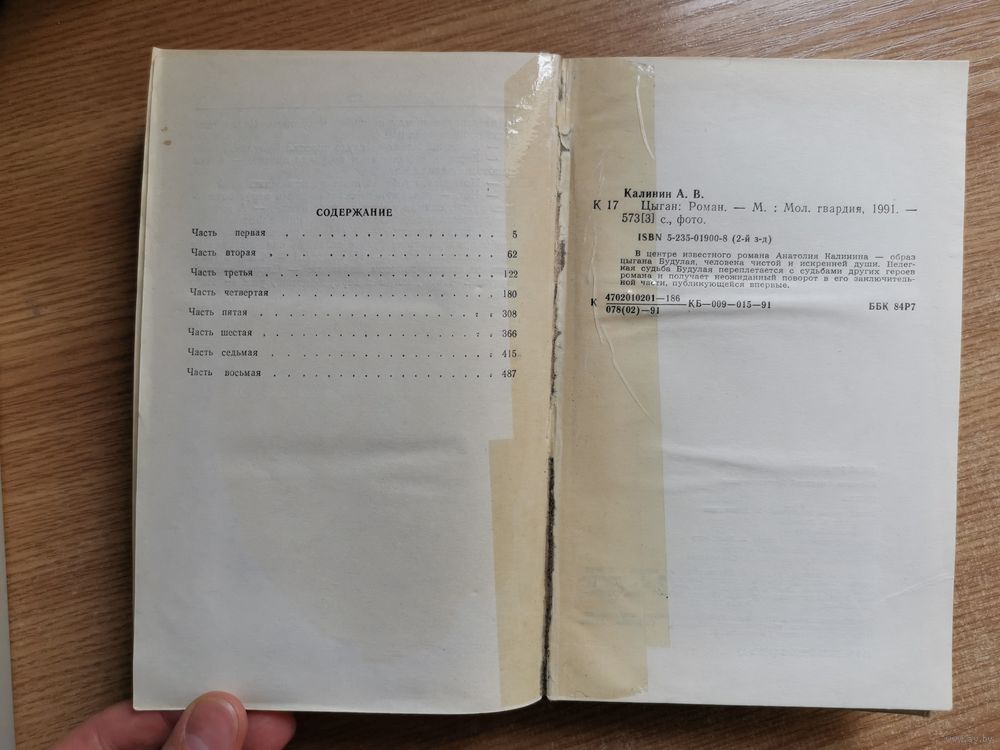 СОДЕРЖАНИЕ
Часть первая . . . . . . . . . . . . . . . . 5
Часть вторая . . . . . . . . . . . . . . . . 62
Часть третья . . . . . . . . . . . . . . . . 122
Часть четвертая . . . . . . . . . . . . . . . 180
Часть пятая . . . . . . . . . . . . . . . . 308
Часть шестая . . . . . . . . . . . . . . . . 366
Часть седьмая . . . . . . . . . . . . . . . . 415
Часть восьмая . . . . . . . . . . . . . . . . 487
Калинин А. В.
К 17 Цыган: Роман. — М. : Мол. гвардия, 1991. —
573[3] с., фото.
ISBN 5-235-01900-8 (2-й з-д)
В центре известного романа Анатолия Калинина — образ
цыгана Будулая, человека чистой и искренней души. Нелег-
кая судьба Будулая переплетается с судьбами других героев
романа и получает неожиданный поворот в его заключитель-
ной части, публикующейся впервые.
К 4702010201—186 КБ—009—015—91 ББК 84Р7
078(02)—91
www.ay.by